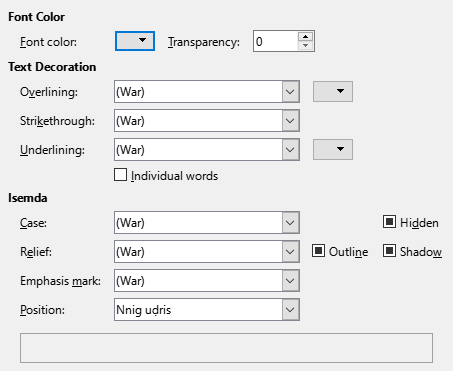 Font Color
Font color: Transparency: 0
Text Decoration
Overlining: (War)
Strikethrough: (War)
Underlining: (War)
Individual words
Isemda
Case: (War) Hidden
Relief: (War) Outline Shadow
Emphasis mark: (War)
Position: Nnig uḍris